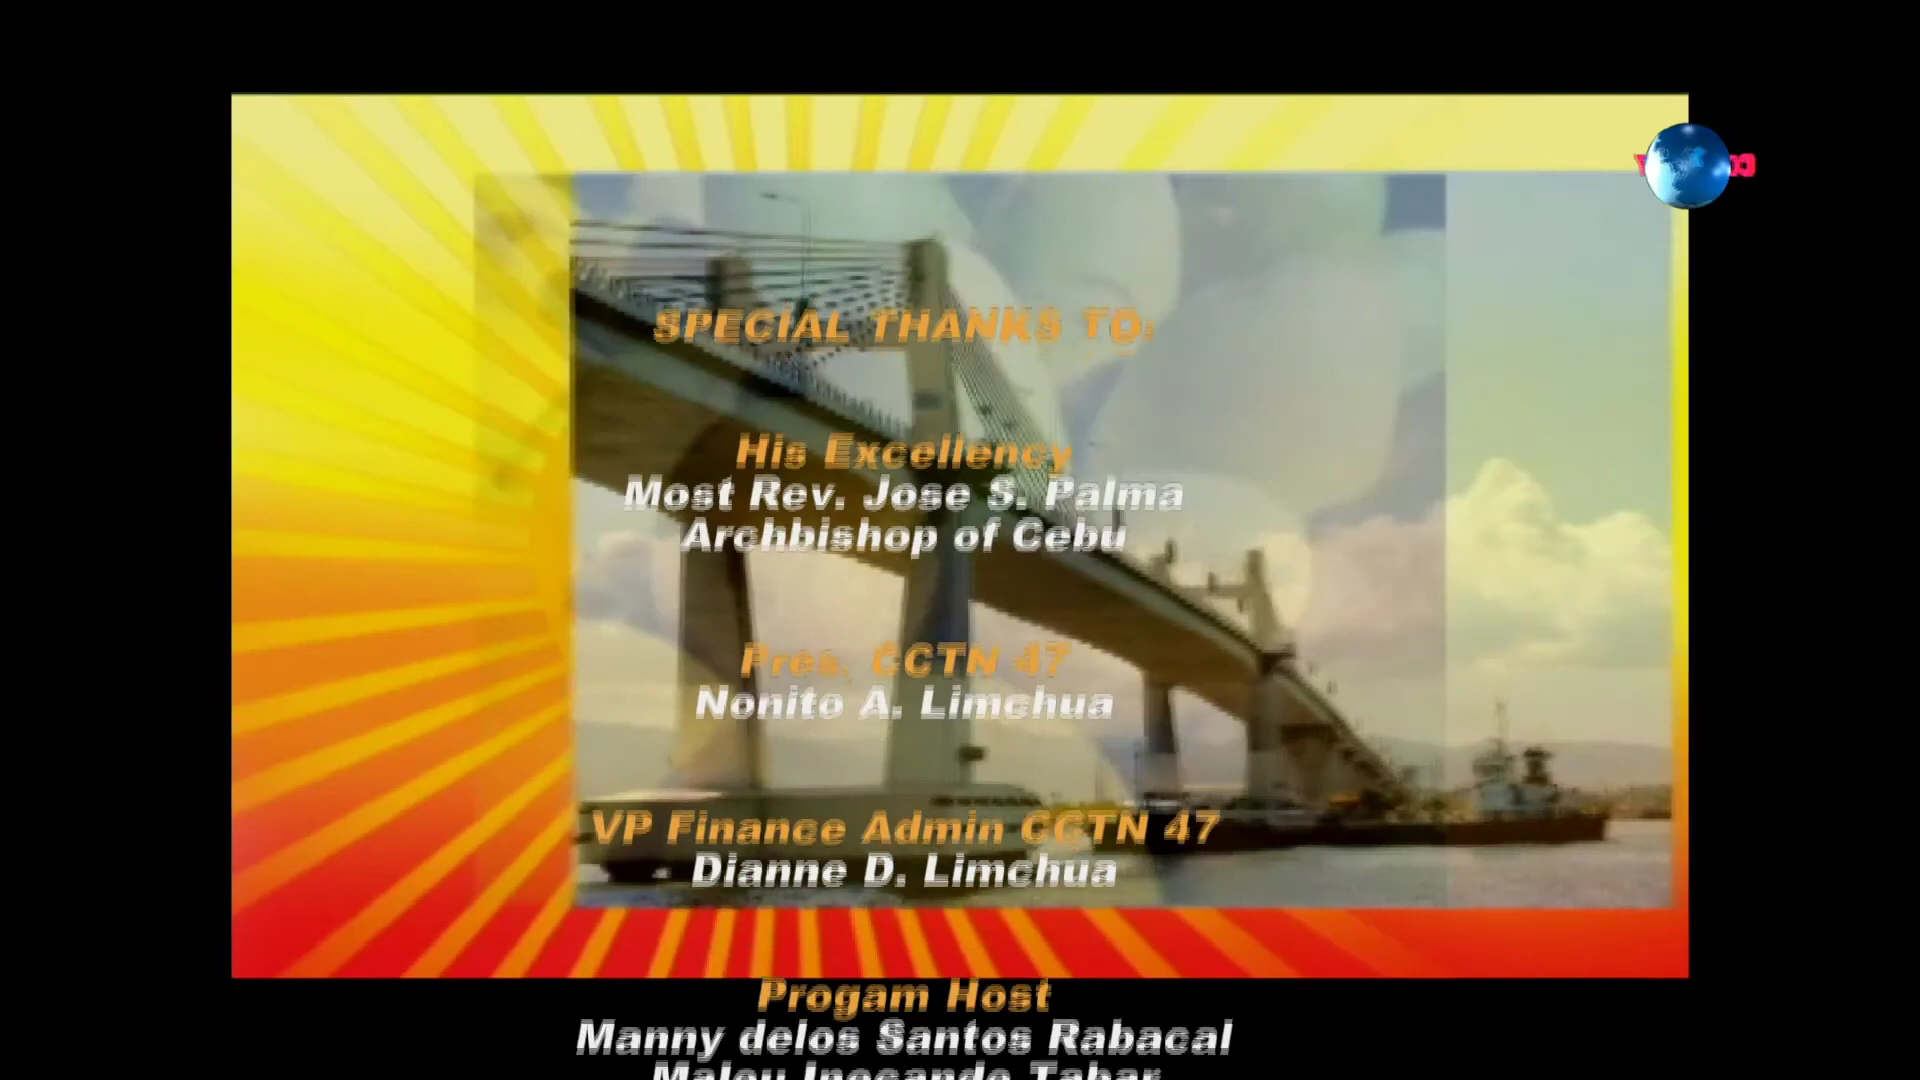 SPECIAL THANKS TO:
His Excellency
Most Rev. Jose S. Palma
Archbishop of Cebu
Pres. CCTN 47
Nonito A. Limchua
VP Finance Admin CCTN 47
Dianne D. Limchua
Progam Host
Manny delos Santos Rabacal